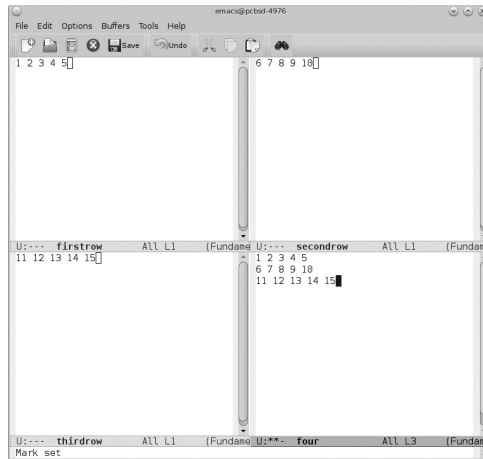 emacs@pcbsd-4976
File Edit Options Buffers Tools Help
Save Undo
1 2 3 4 5
6 7 8 9 10
U:--- firstrow All L1 (Fundame
U:--- secondrow All L1 (Fundam
11 12 13 14 15
1 2 3 4 5
6 7 8 9 10
11 12 13 14 15
U:--- thirdrow All L1 (Fundame
U:**- four All L3 (Fundam
Mark set